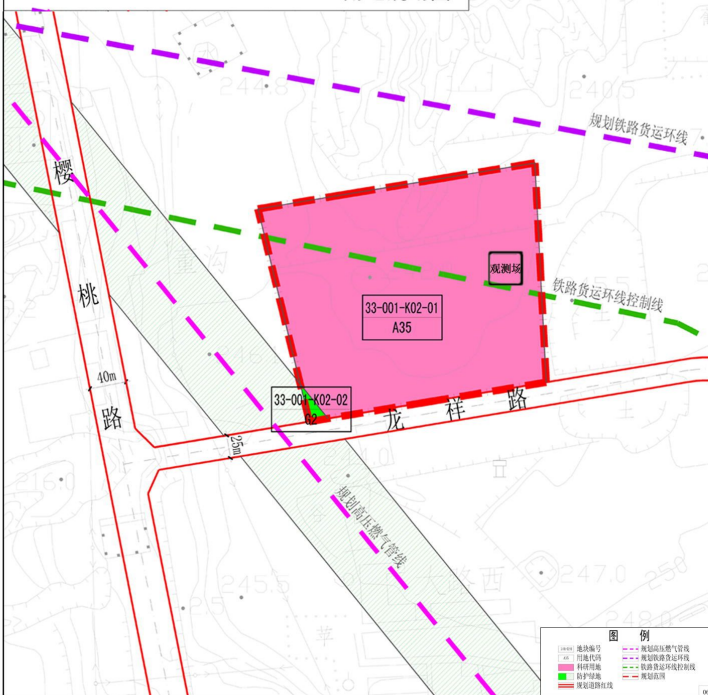 规划铁路货运环线
樱
桃
路
观测场
铁路货运环线控制线
33-001-K02-01
A35
40m
33-001-K02-02
G2
龙祥路
25m
规划高压燃气管线
245.5
247.0
250
图 例
地块编号
用地代码
科研用地
防护绿地
规划道路红线
规划高压燃气管线
规划铁路货运环线
铁路货运环线控制线
规划范围